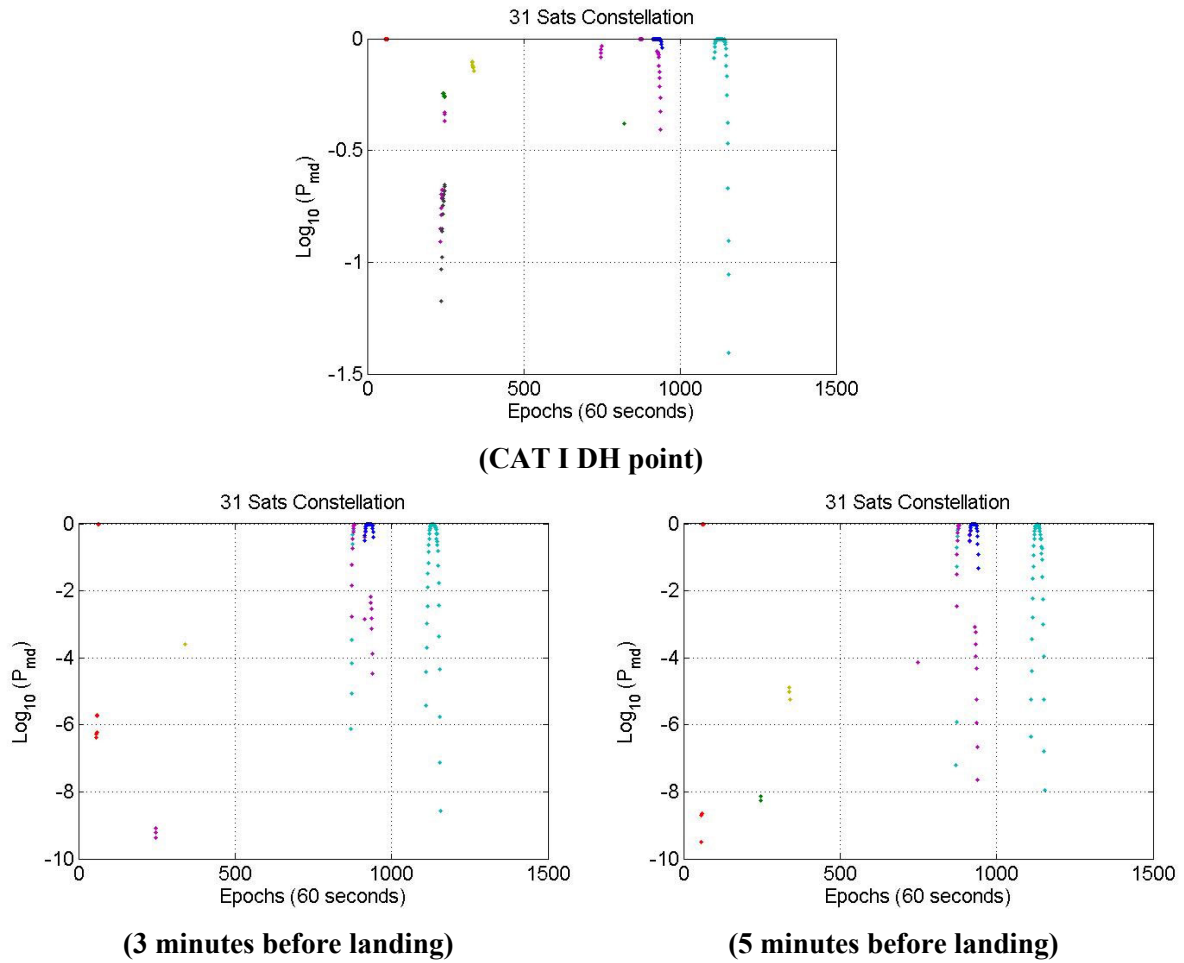 31 Sats Constellation
0
-0.5
-1
-1.5
Log10 (Pmd)
0 500 1000 1500
Epochs (60 seconds)
(CAT I DH point)
31 Sats Constellation
0
-2
-4
-6
-8
-10
Log10 (Pmd)
0 500 1000 1500
Epochs (60 seconds)
(3 minutes before landing)
31 Sats Constellation
0
-2
-4
-6
-8
-10
Log10 (Pmd)
0 500 1000 1500
Epochs (60 seconds)
(5 minutes before landing)